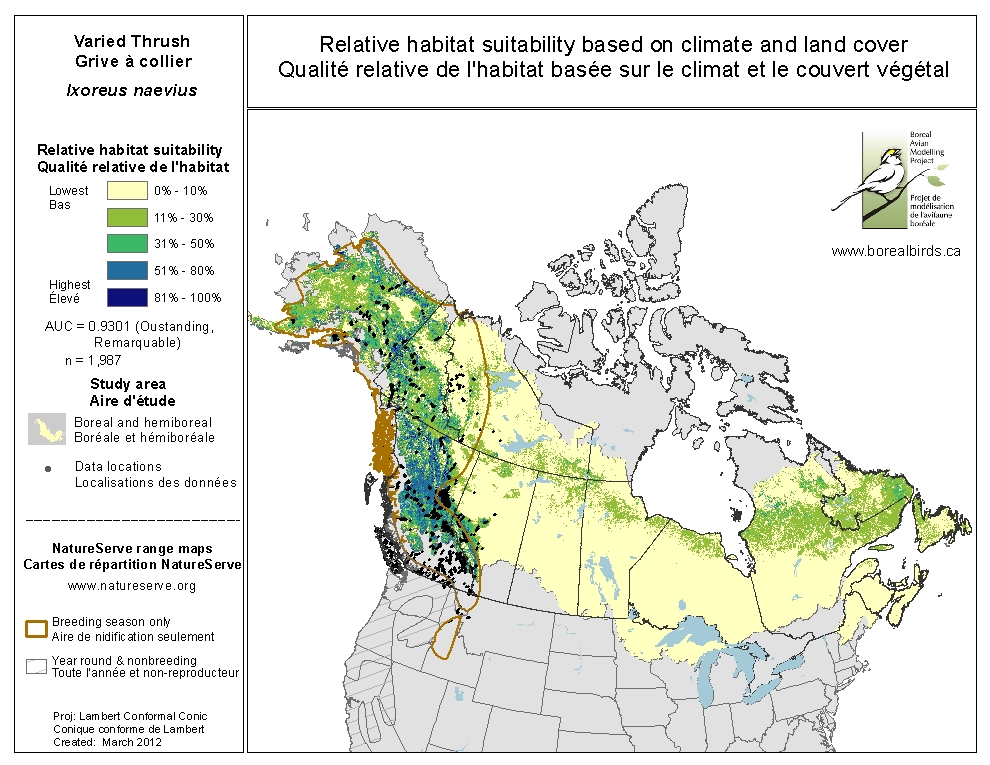 Varied Thrush
Grive à collier
Ixoreus naevius
Relative habitat suitability
Qualité relative de l'habitat
Lowest
Bas
0% - 10%
11% - 30%
31% - 50%
51% - 80%
Highest
Élevé
81% - 100%
AUC = 0.9301 (Oustanding,
Remarquable)
n = 1,987
Study area
Aire d'étude
Boreal and hemiboreal
Boréale et hémiboréale
Data locations
Localisations des données
NatureServe range maps
Cartes de répartition NatureServe
www.natureserve.org
Breeding season only
Aire de nidification seulement
Year round & nonbreeding
Toute l'année et non-reproducteur
Proj: Lambert Conformal Conic
Conique conforme de Lambert
Created: March 2012
Relative habitat suitability based on climate and land cover
Qualité relative de l'habitat basée sur le climat et le couvert végétal
Boreal
Avian
Modelling
Project
Projet de
modélisation
de l'avifaune
boréale
www.borealbirds.ca